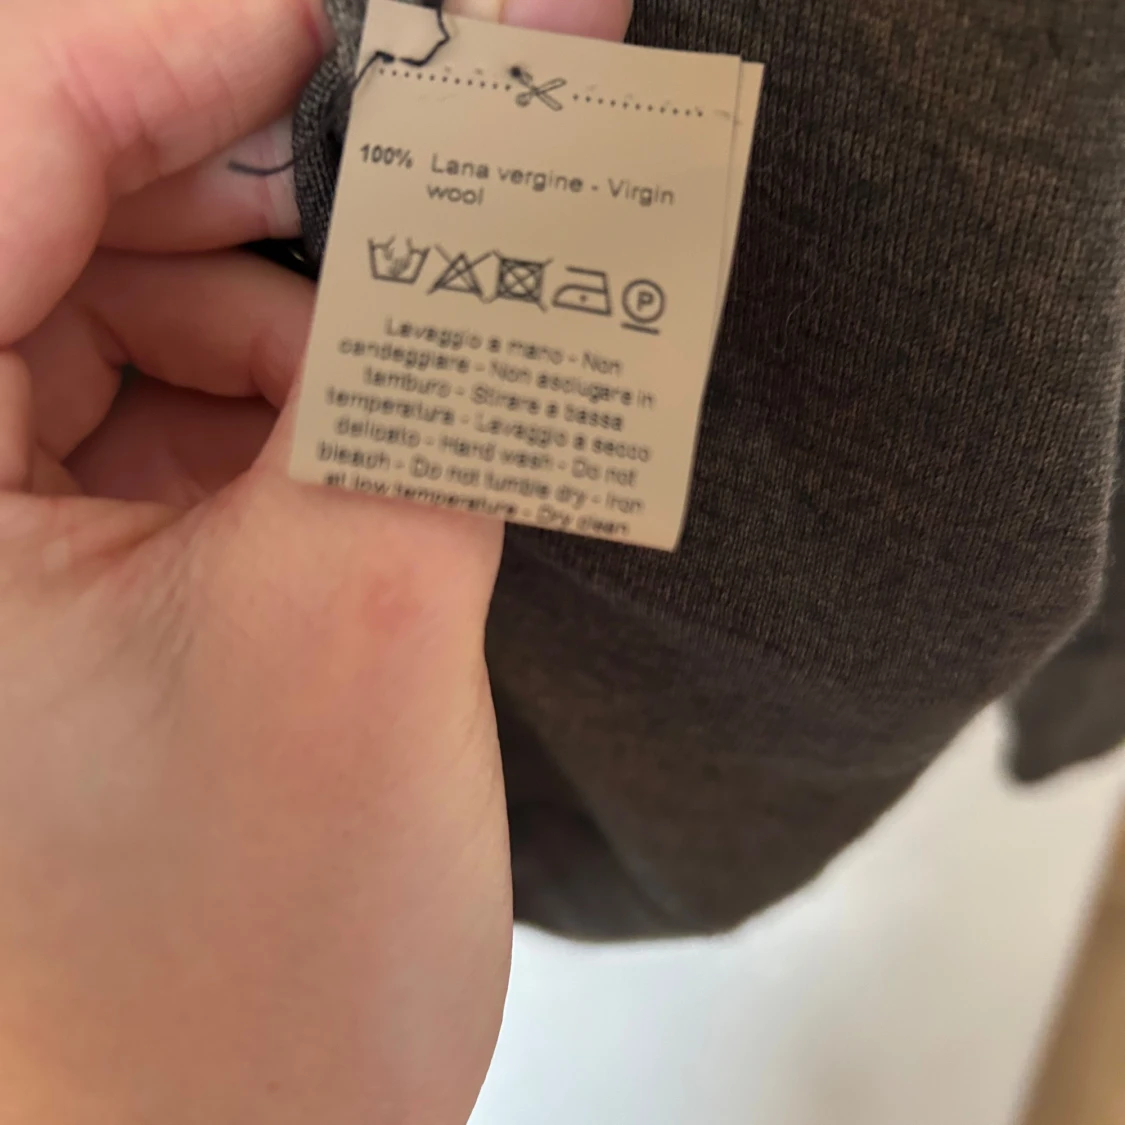 100% Lana vergine - Virgin
wool
P
Lavaggio a mano - Non
candeggiare - Non asciugare in
tamburo - Stirare a bassa
temperatura - Lavaggio a secco
delicato - Hand wash - Do not
bleach - Do not tumble dry - Iron
at low temperature - Dry clean